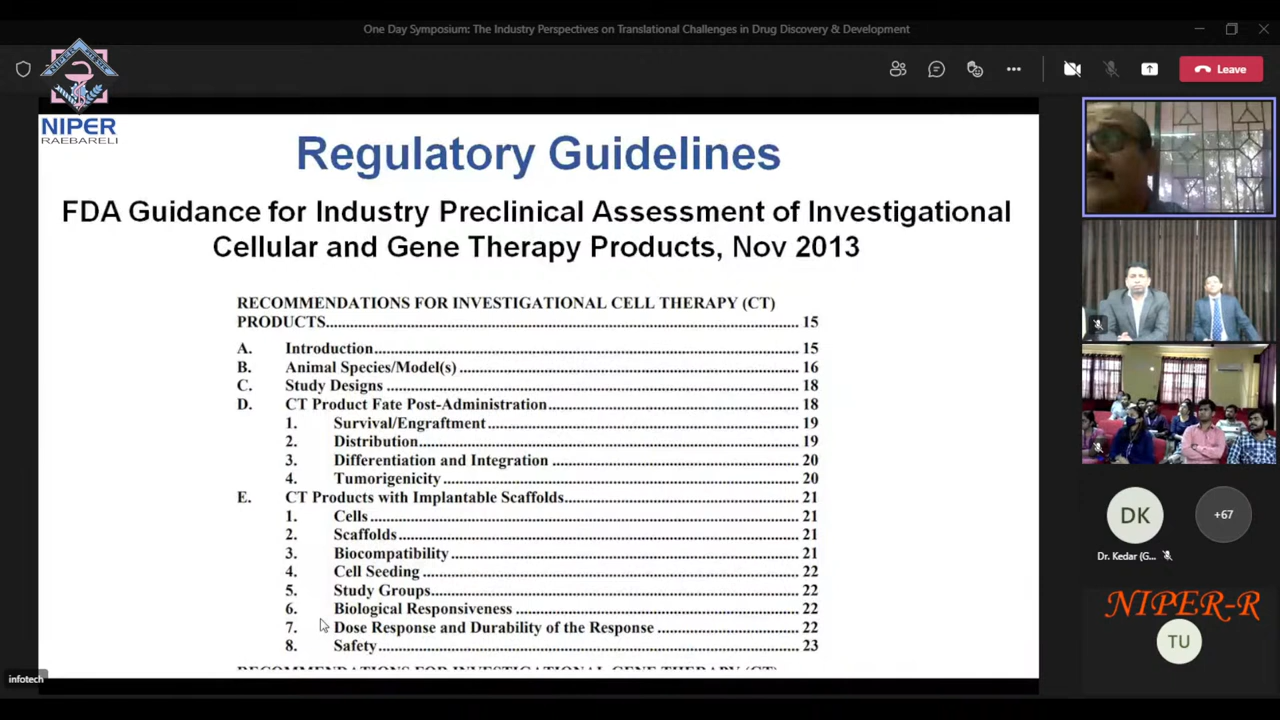 One Day Symposium: The Industry Perspectives on Translational Challenges in Drug Discovery & Development
Leave
NIPER
RAEBARELI
Regulatory Guidelines
FDA Guidance for Industry Preclinical Assessment of Investigational
Cellular and Gene Therapy Products, Nov 2013
RECOMMENDATIONS FOR INVESTIGATIONAL CELL THERAPY (CT)
PRODUCTS 15
A. Introduction 15
B. Animal Species/Model(s) 16
C. Study Designs 18
D. CT Product Fate Post-Administration 18
1. Survival/Engraftment 19
2. Distribution 19
3. Differentiation and Integration 20
4. Tumorigenicity 20
E. CT Products with Implantable Scaffolds 21
1. Cells 21
2. Scaffolds 21
3. Biocompatibility 21
4. Cell Seeding 22
5. Study Groups 22
6. Biological Responsiveness 22
7. Dose Response and Durability of the Response 22
8. Safety 23
RECOMMENDATIONS FOR INVESTIGATIONAL GENE THERAPY (GT)
infotech
DK
+67
Dr. Kedar (G...
NIPER-R
TU